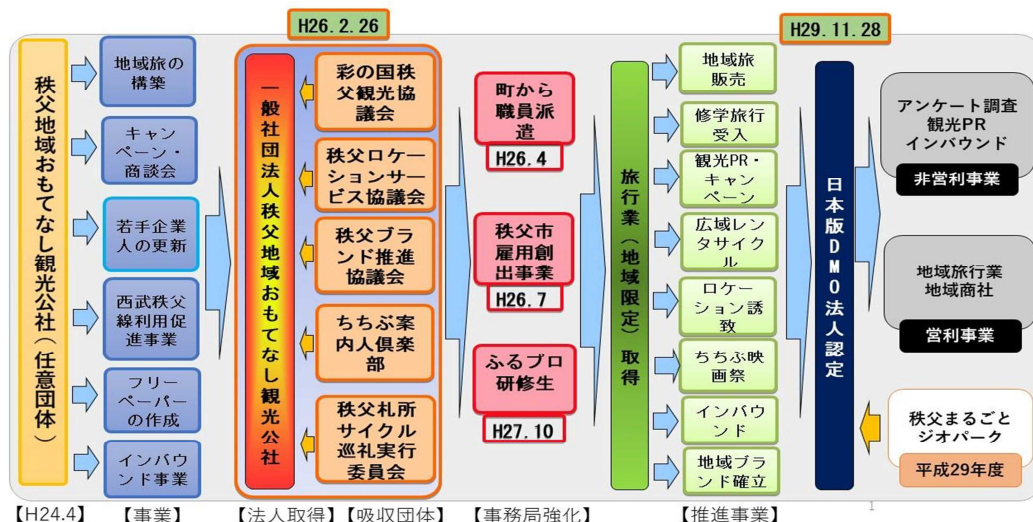 H26.2.26
H29.11.28
秩父地域おもてなし観光公社(任意団体)
地域旅の
構築
キャン
ペーン・
商談会
若手企業
人の更新
西武秩父
線利用促
進事業
フリー
ペーパー
の作成
インバウ
ンド事業
一般社団法人秩父地域おもてなし観光公社
彩の国秩
父観光協
議会
秩父ロケー
ションサー
ビス協議会
秩父ブラ
ンド推進
協議会
ちちぶ案
内人倶楽
部
秩父札所
サイクル
巡礼実行
委員会
町から
職員派
遣
H26.4
秩父市
雇用創
出事業
H26.7
ふるプロ
研修生
H27.10
旅行業(地域限定)取得
地域旅
販売
修学旅行
受入
観光PR・
キャン
ペーン
広域レン
タサイク
ル
ロケー
ション誘
致
ちちぶ映
画祭
インバウ
ンド
地域ブラ
ンド確立
日本版DMO法人認定
アンケート調査
観光PR
インバウンド
非営利事業
地域旅行業
地域商社
営利事業
秩父まるごと
ジオパーク
平成29年度
【H24.4】
【事業】
【法人取得】
【吸収団体】
【事務局強化】
【推進事業】
1